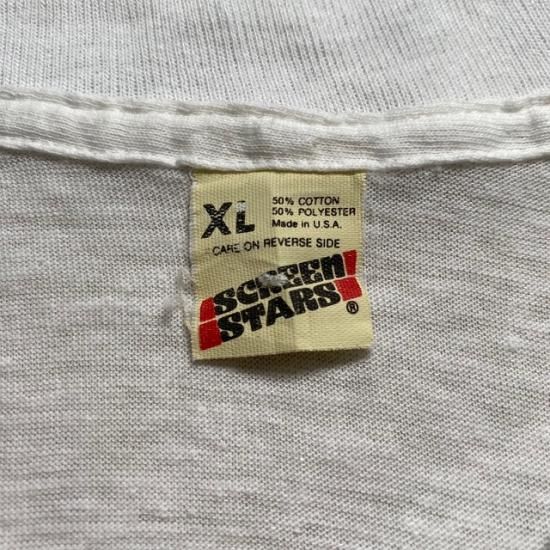 XL
50% COTTON
50% POLYESTER
Made in U.S.A.
CARE ON REVERSE SIDE
SCREEN
STARS
®